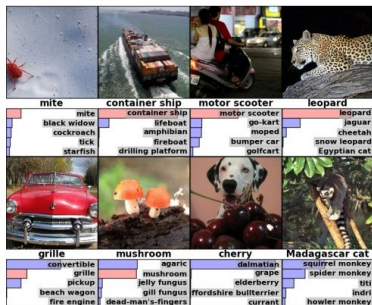 mite
container ship
motor scooter
leopard
mite
black widow
cockroach
tick
starfish
container ship
lifeboat
amphibian
fireboat
drilling platform
motor scooter
go-kart
moped
bumper car
golfcart
leopard
jaguar
cheetah
snow leopard
Egyptian cat
grille
mushroom
cherry
Madagascar cat
convertible
grille
pickup
beach wagon
fire engine
agaric
mushroom
jelly fungus
gill fungus
dead-man's-fingers
dalmatian
grape
elderberry
ffordshire bullterrier
currant
squirrel monkey
spider monkey
titi
indri
howler monkey